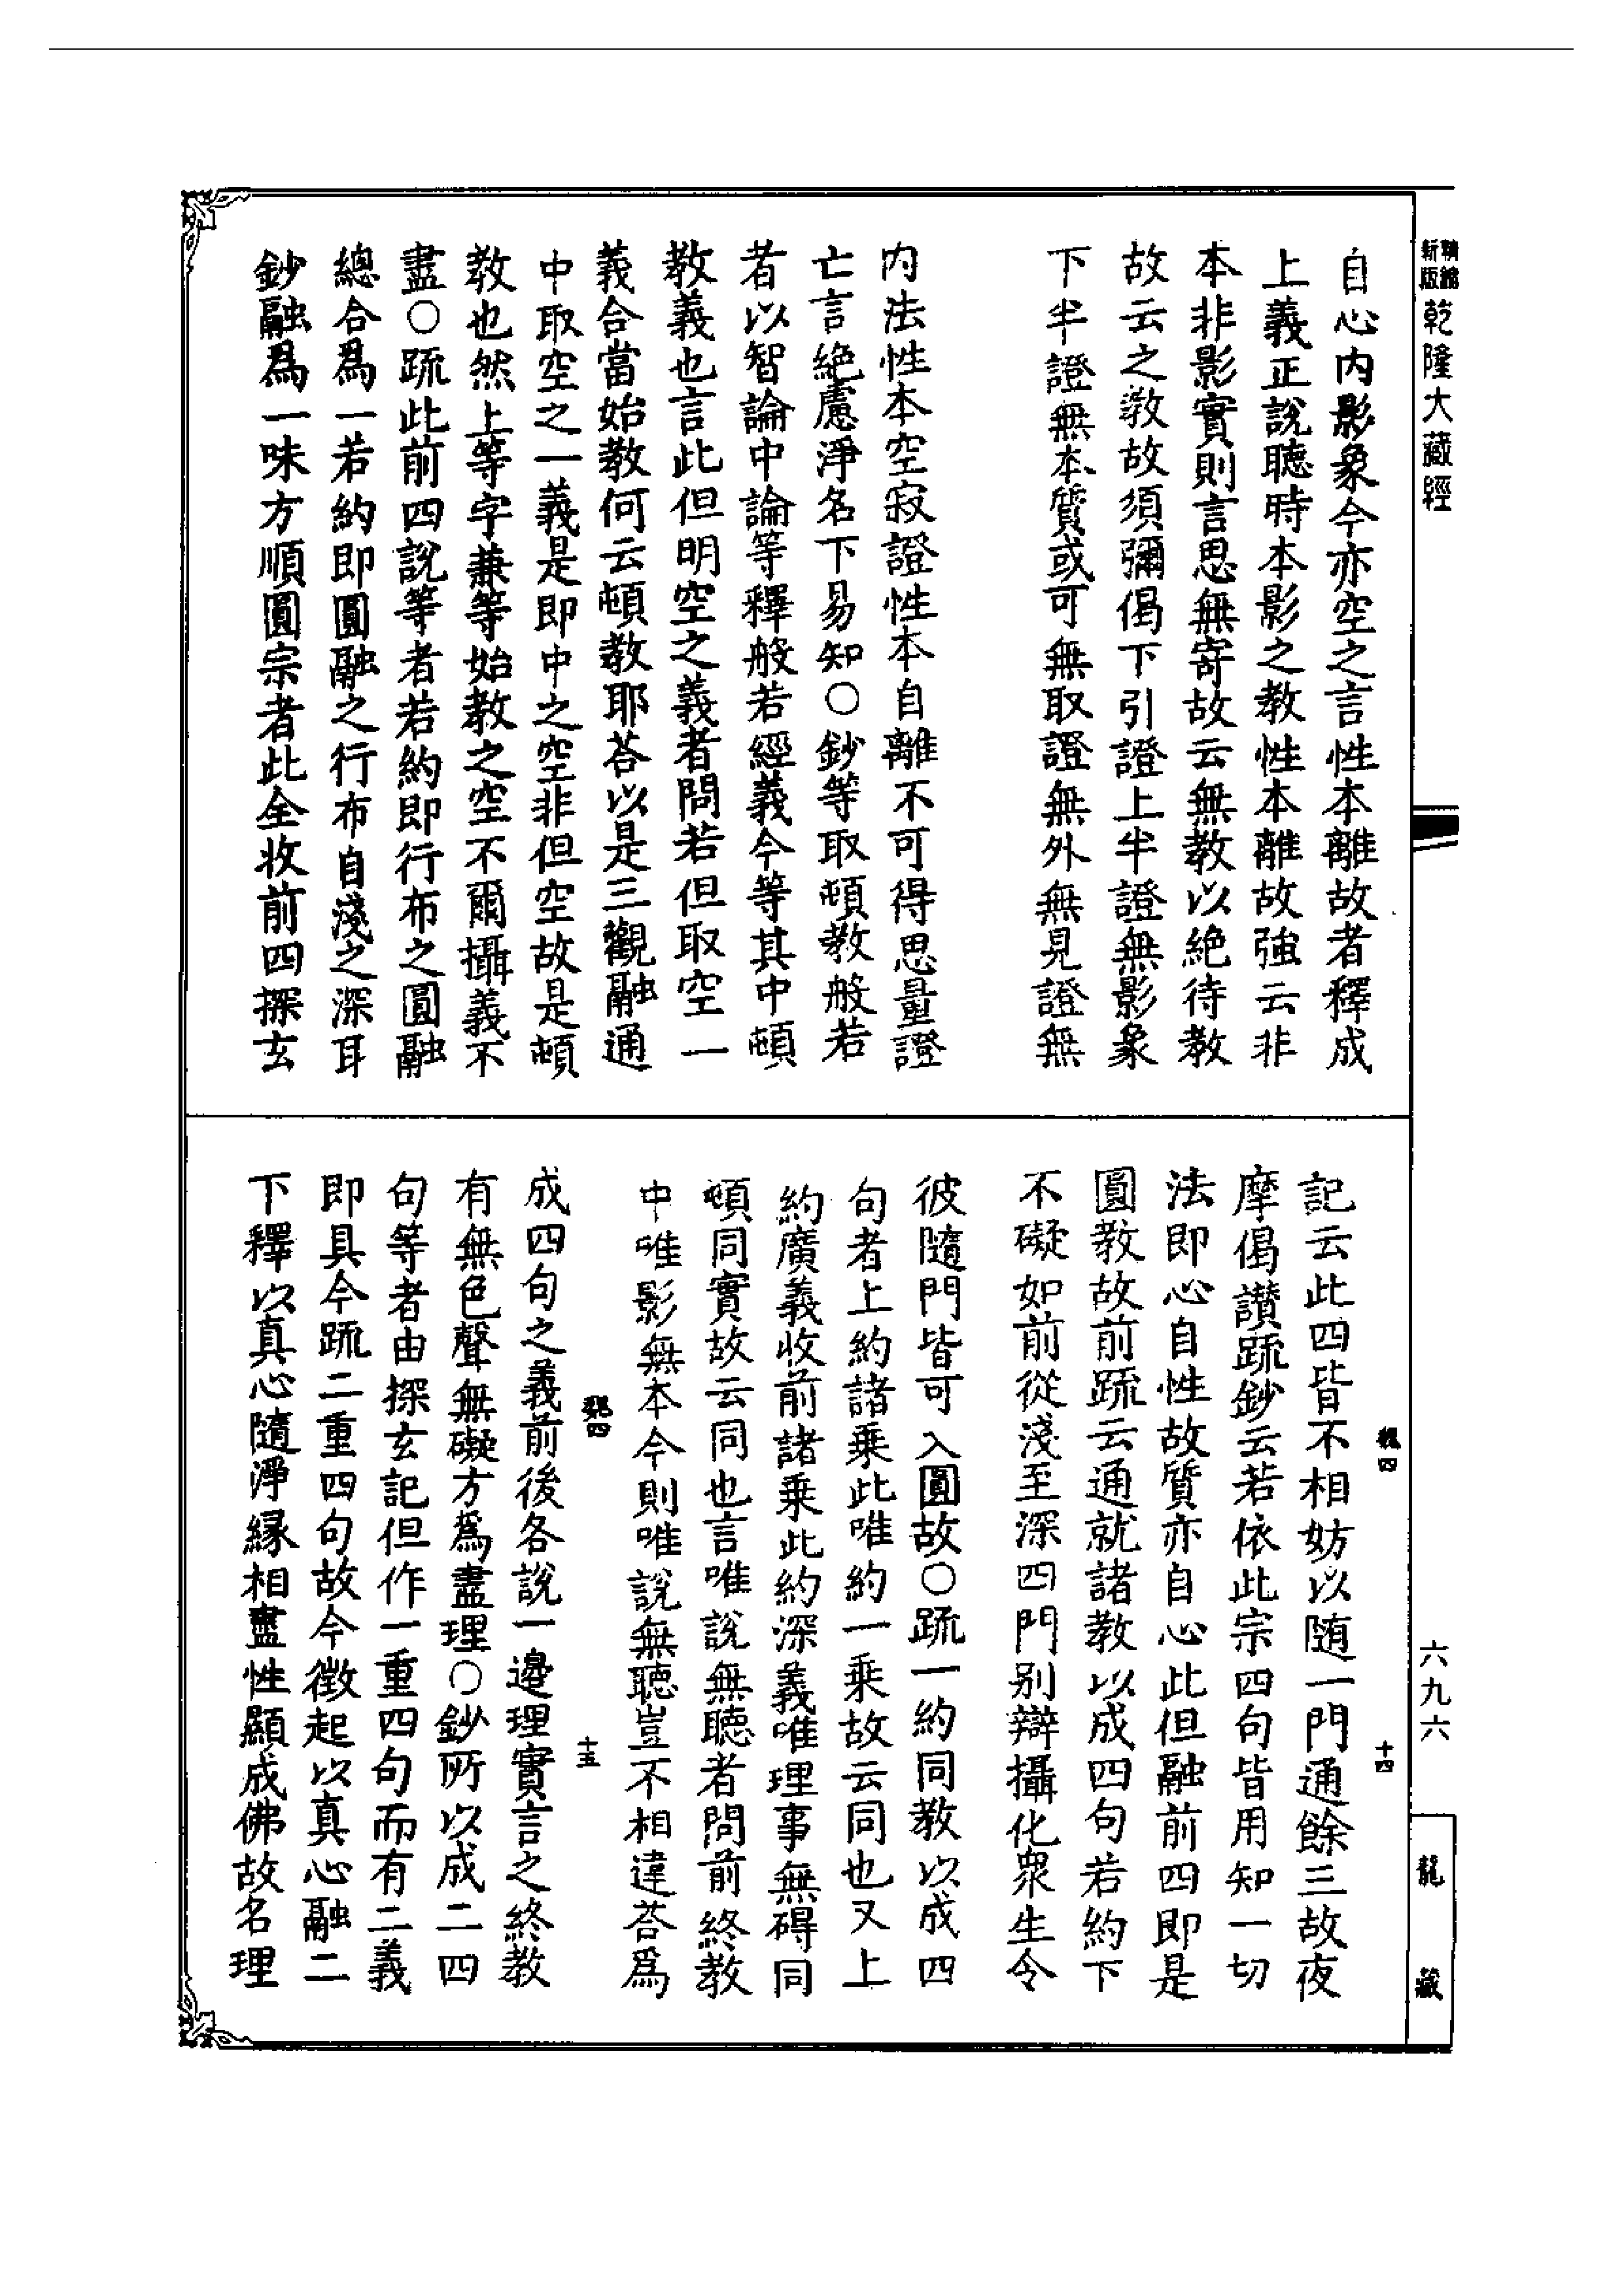 精縮新版乾隆大藏經
自心內影象今亦空之言性本離故者釋成
上義正說聽時本影之教性本離故強云非
本非影實則言思無寄故云無教以絕待教
故云之教故須彌偈下引證上半證無影象
下半證無本質或可無取證無外無見證無
內法性本空寂證性本自離不可得思量證
亡言絕慮淨名下易知○鈔等取頓教般若
者以智論中論等釋般若經義今等其中頓
教義也言此但明空之義者問若但取空一
義合當始教何云頓教耶荅以是三觀融通
中取空之一義是即中之空非但空故是頓
教也然上等字兼等始教之空不爾攝義不
盡○䟽此前四說等者若約即行布之圓融
總合為一若約即圓融之行布自淺之深耳
鈔融為一味方順圓宗者此全收前四探玄
記云此四皆不相妨以随一門通餘三故夜
摩偈讃䟽鈔云若依此宗四句皆用知一切
法即心自性故質亦自心此但融前四即是
圓教故前䟽云通就諸教以成四句若約下
不礙如前從淺至深四門別辯攝化衆生令
彼隨門皆可入圓故○䟽一約同教以成四
句者上約諸乗此唯約一乗故云同也又上
約廣義收前諸乗此約深義唯理事無碍同
頓同實故云同也言唯說無聽者問前終教
中唯影無本今則唯說無聽豈不相違荅為
成四句之義前後各說一邊理實言之終教
有無色聲無礙方為盡理○鈔所以成二四
句等者由探玄記但作一重四句而有二義
即具今䟽二重四句故今徵起以真心融二
下釋以真心隨淨縁相盡性顯成佛故名理
魏四
十四
魏四
十五
六九六
龍藏